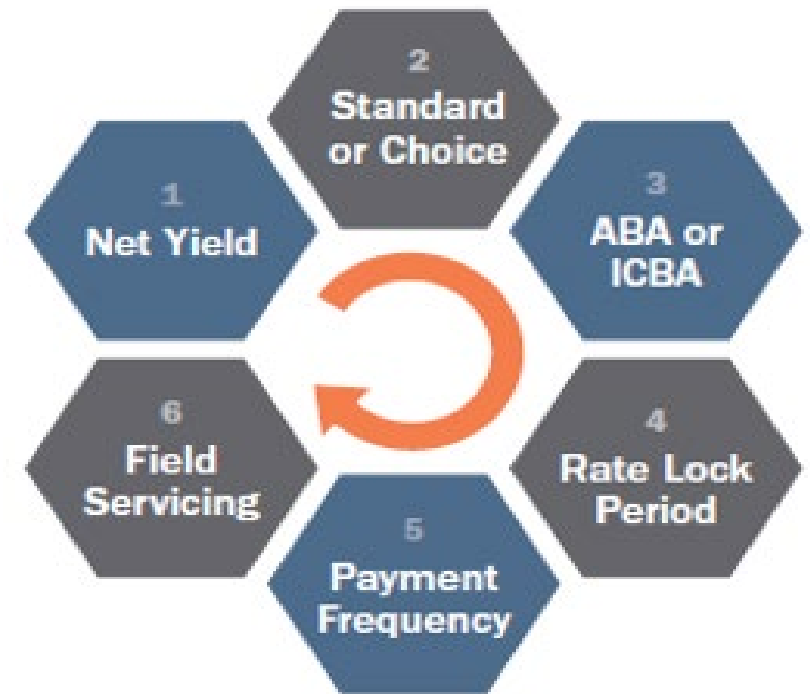 1
Net Yield
2
Standard
or Choice
3
ABA or
ICBA
4
Rate Lock
Period
5
Payment
Frequency
6
Field
Servicing